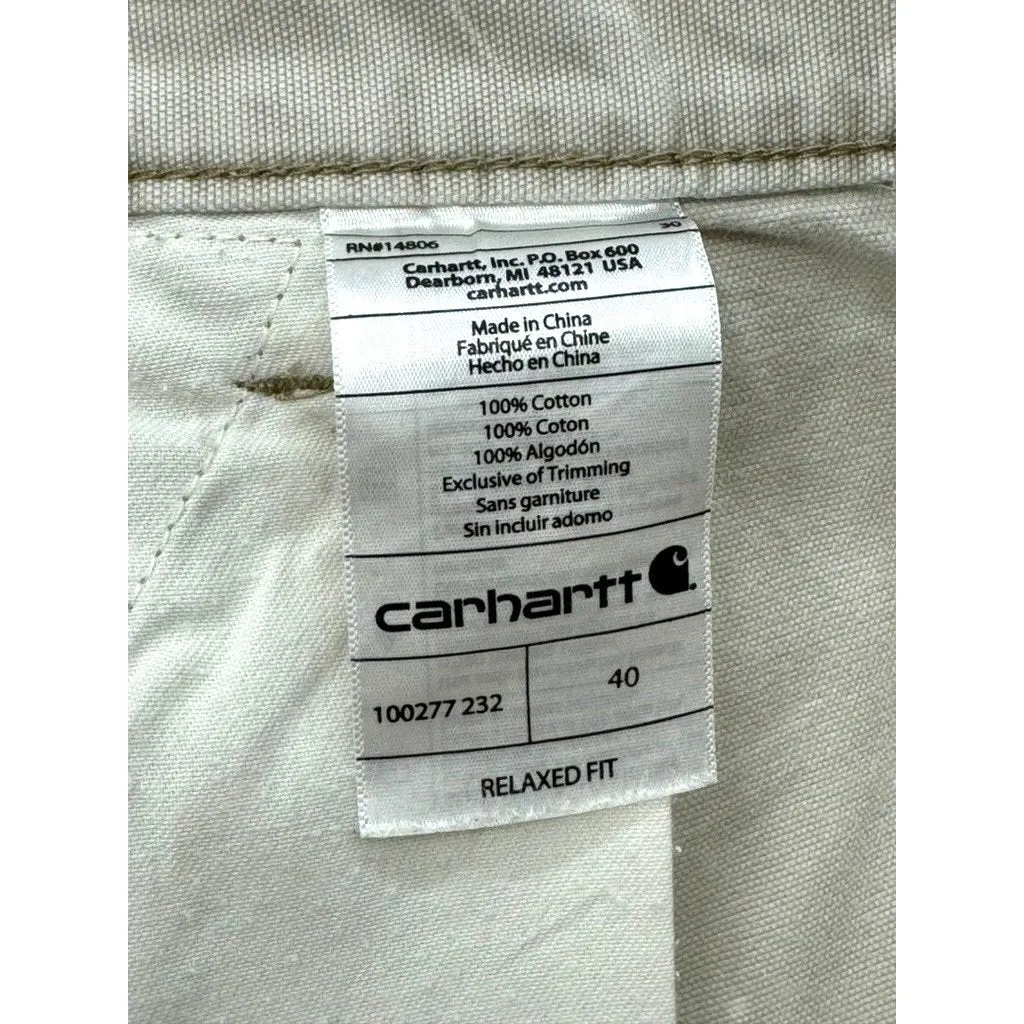 RN#14806 30
Carhartt, Inc. P.O. Box 600
Dearborn, MI 48121 USA
carhartt.com
Made in China
Fabriqué en Chine
Hecho en China
100% Cotton
100% Coton
100% Algodón
Exclusive of Trimming
Sans garniture
Sin incluir adorno
carhartt
100277 232 40
RELAXED FIT